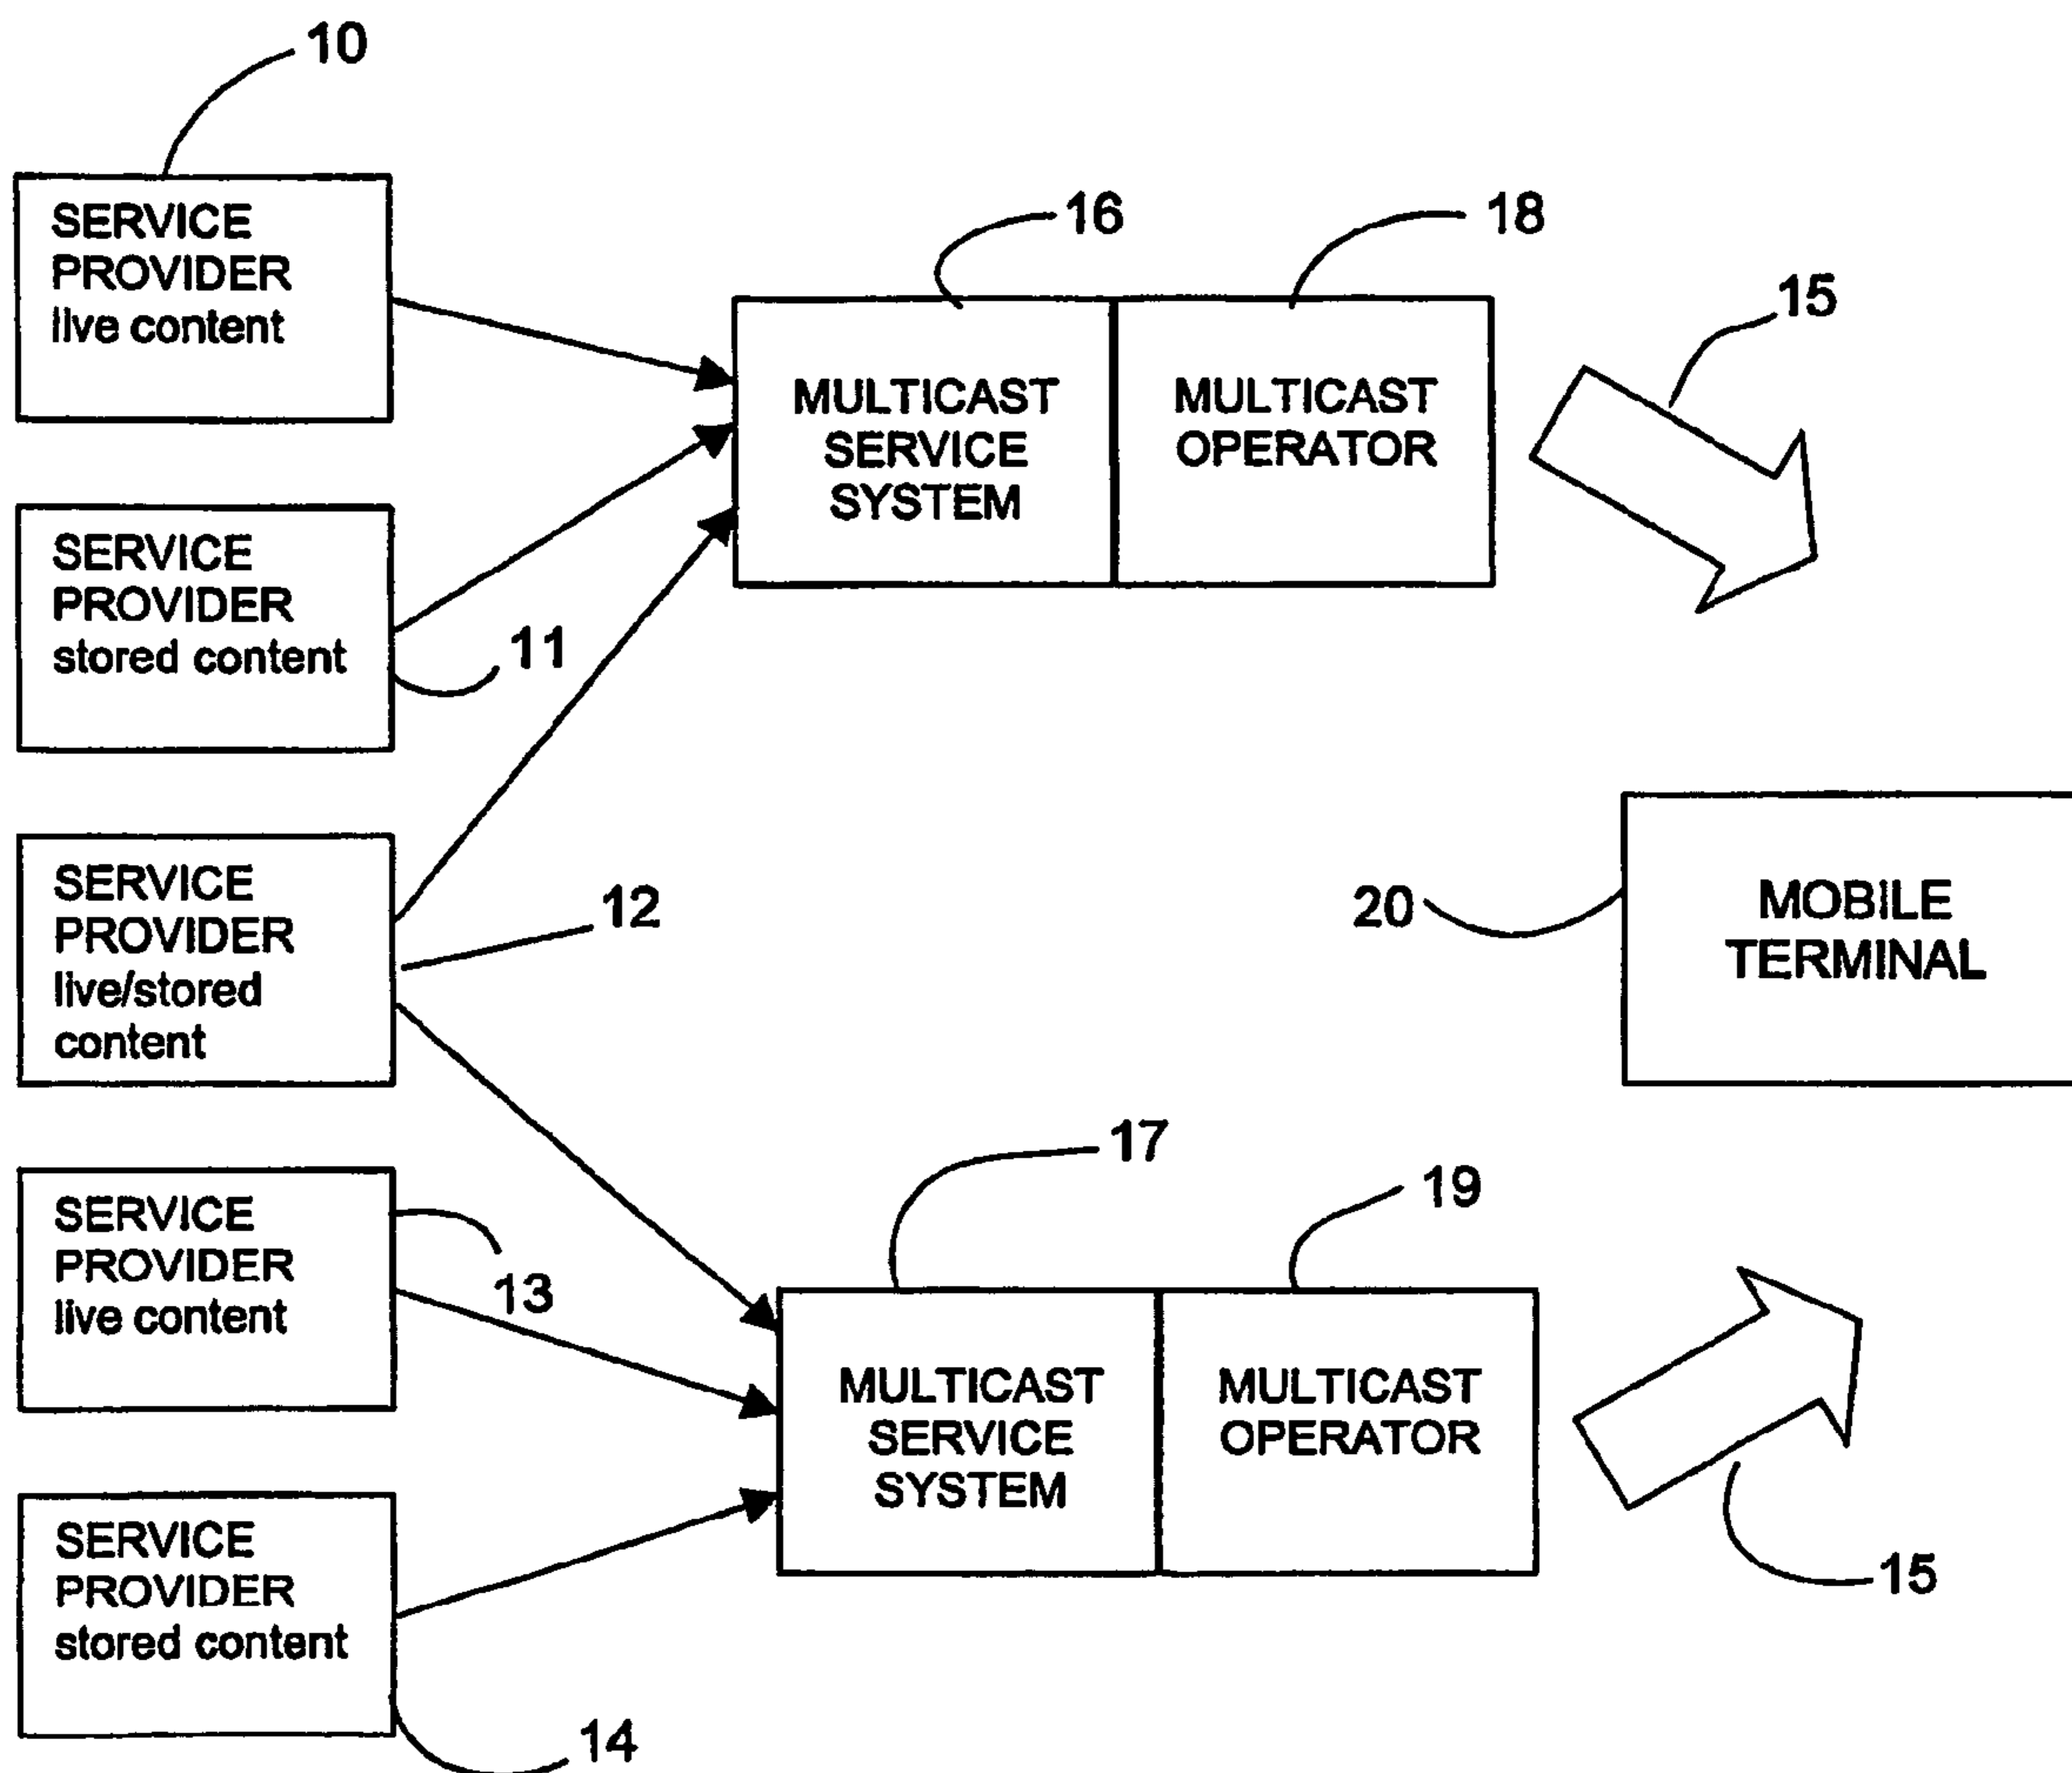 10
SERVICE
PROVIDER
live content
16
18
15
MULTICAST
SERVICE
SYSTEM
MULTICAST
OPERATOR
SERVICE
PROVIDER
stored content
11
SERVICE
PROVIDER
live/stored
content
12
20
MOBILE
TERMINAL
17
19
SERVICE
PROVIDER
live content
13
MULTICAST
SERVICE
SYSTEM
MULTICAST
OPERATOR
15
SERVICE
PROVIDER
stored content
14